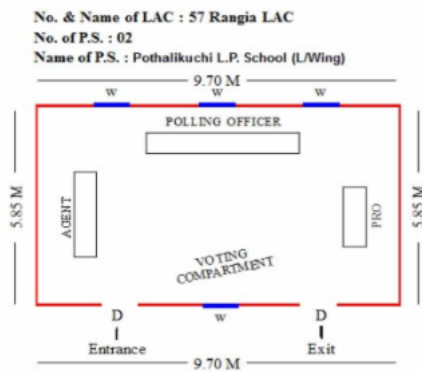 No. & Name of LAC : 57 Rangia LAC
No. of P.S. : 02
Name of P.S. : Pothalikuchi L.P. School (L/Wing)
9.70 M
W W W
POLLING OFFICER
5.85 M
AGENT
PRO
5.85 M
VOTING
COMPARTMENT
D W D
Entrance Exit
9.70 M